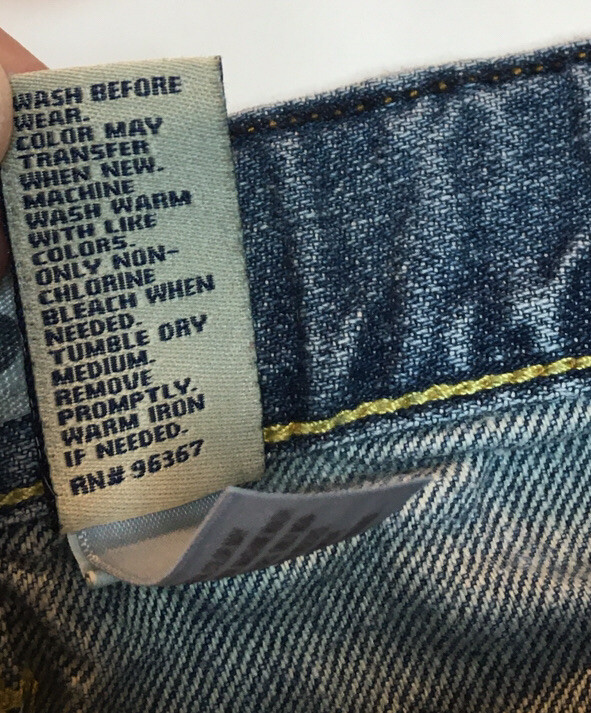 WASH BEFORE
WEAR.
COLOR MAY
TRANSFER
WHEN NEW.
MACHINE
WASH WARM
WITH LIKE
COLORS.
ONLY NON-
CHLORINE
BLEACH WHEN
NEEDED.
TUMBLE DRY
MEDIUM.
REMOVE
PROMPTLY.
WARM IRON
IF NEEDED.
RN# 96367